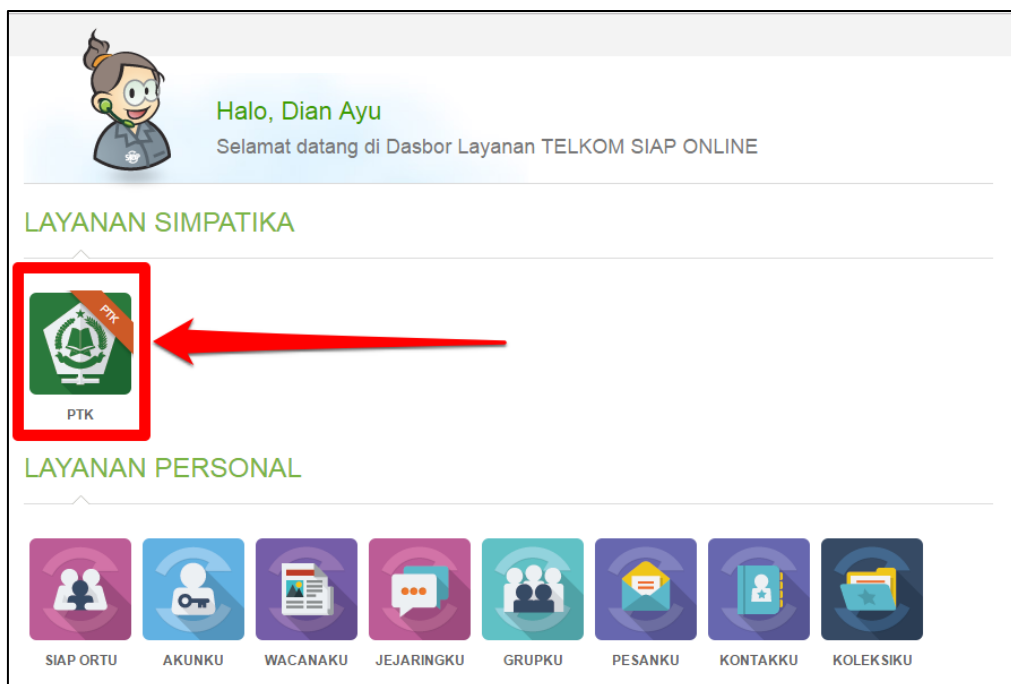 Halo, Dian Ayu
Selamat datang di Dasbor Layanan TELKOM SIAP ONLINE
LAYANAN SIMPATIKA
PTK
PTK
LAYANAN PERSONAL
SIAP ORTU AKUNKU WACANAKU JEJARINGKU GRUPKU PESANKU KONTAKKU KOLEKSIKU